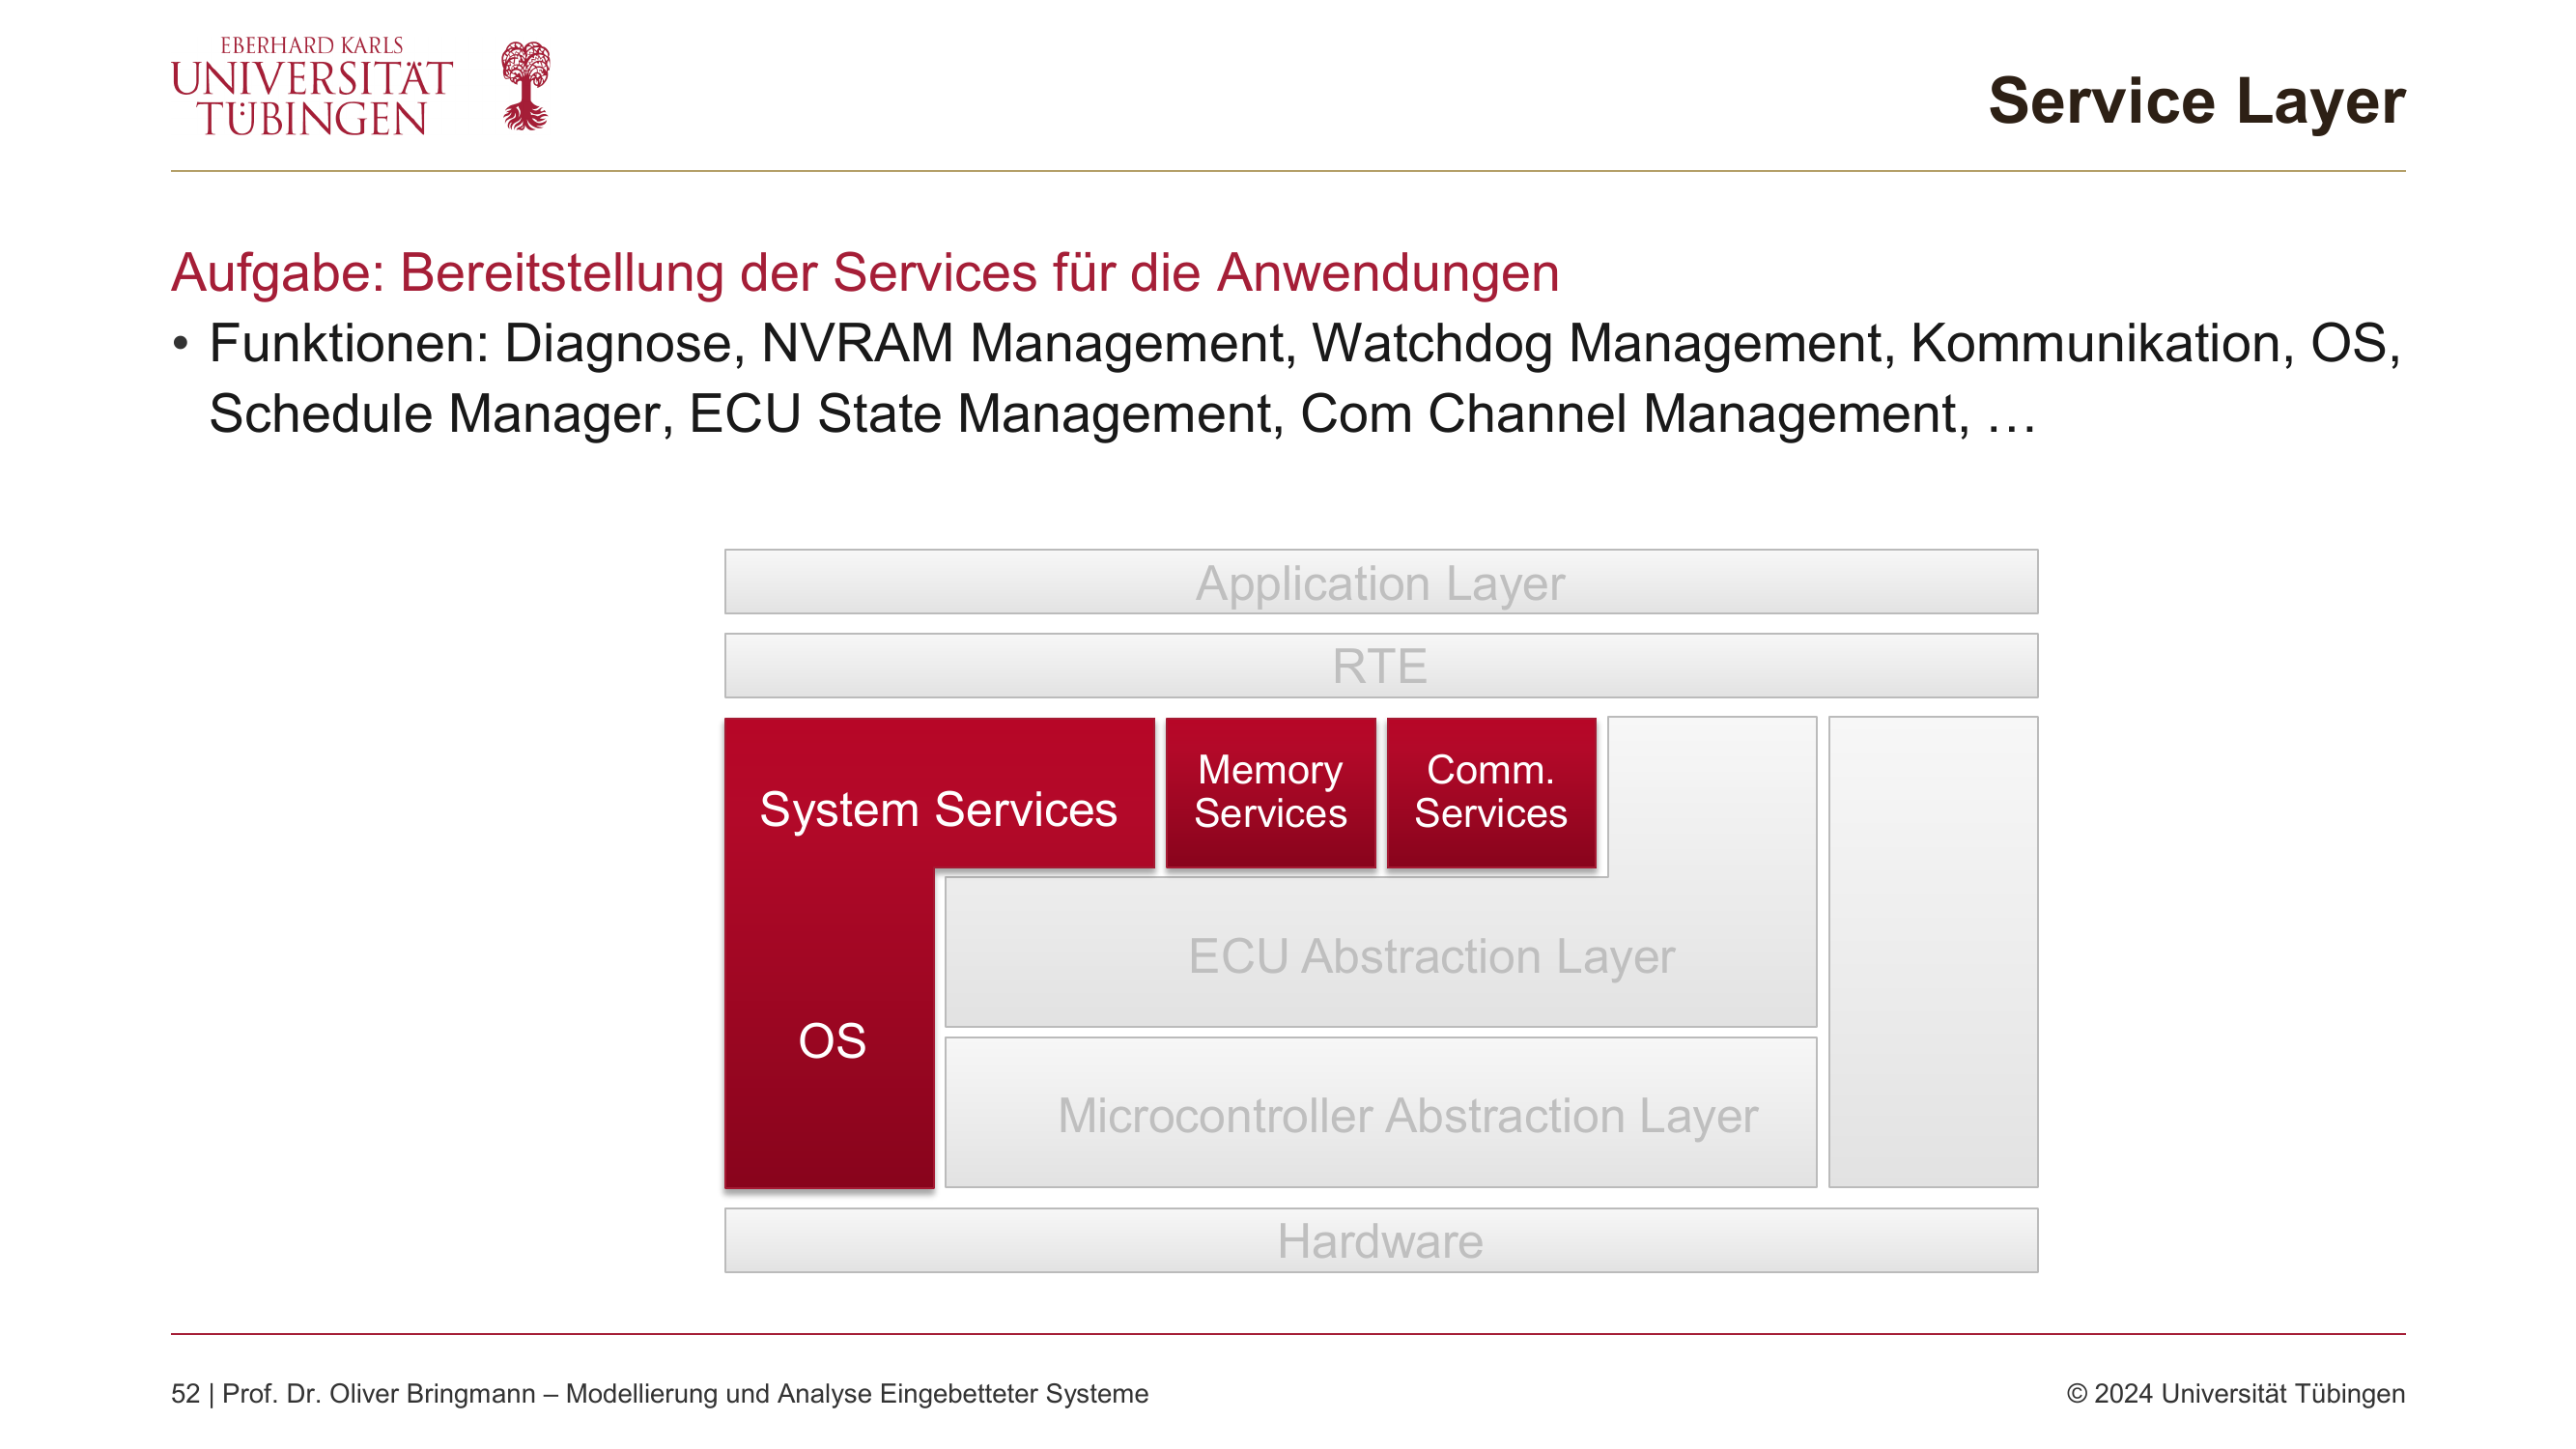 EBERHARD KARLS
UNIVERSITÄT
TÜBINGEN
Service Layer
Aufgabe: Bereitstellung der Services für die Anwendungen
• Funktionen: Diagnose, NVRAM Management, Watchdog Management, Kommunikation, OS,
Schedule Manager, ECU State Management, Com Channel Management, …
Application Layer
RTE
System Services
Memory
Services
Comm.
Services
ECU Abstraction Layer
OS
Microcontroller Abstraction Layer
Hardware
52 | Prof. Dr. Oliver Bringmann – Modellierung und Analyse Eingebetteter Systeme
© 2024 Universität Tübingen